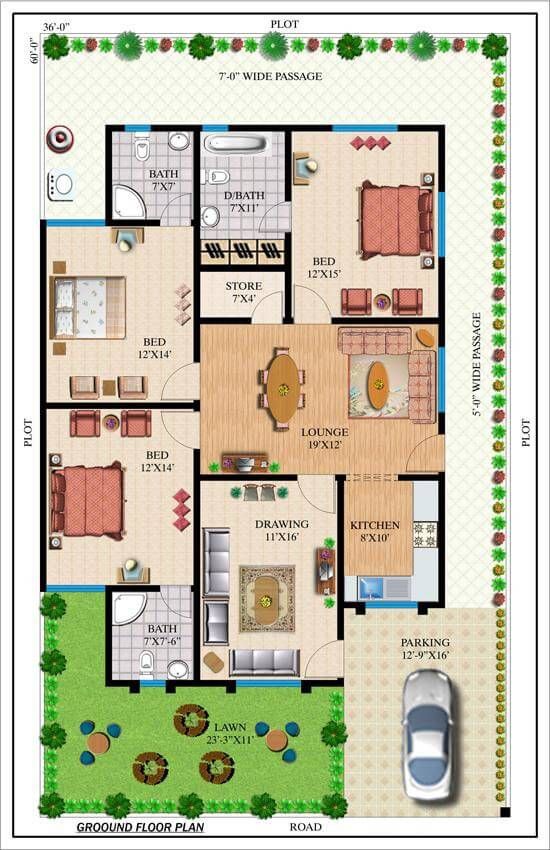 PLOT
36'-0"
60'-0"
7'-0" WIDE PASSAGE
BATH
7'X7'
D/BATH
7'X11'
BED
12'X15'
STORE
7'X4'
BED
12'X14'
5'-0" WIDE PASSAGE
LOUNGE
19'X12'
PLOT
PLOT
BED
12'X14'
DRAWING
11'X16'
KITCHEN
8'X10'
BATH
7'X7'-6"
PARKING
12'-9"X16'
LAWN
23'-3"X11'
GROOUND FLOOR PLAN
ROAD